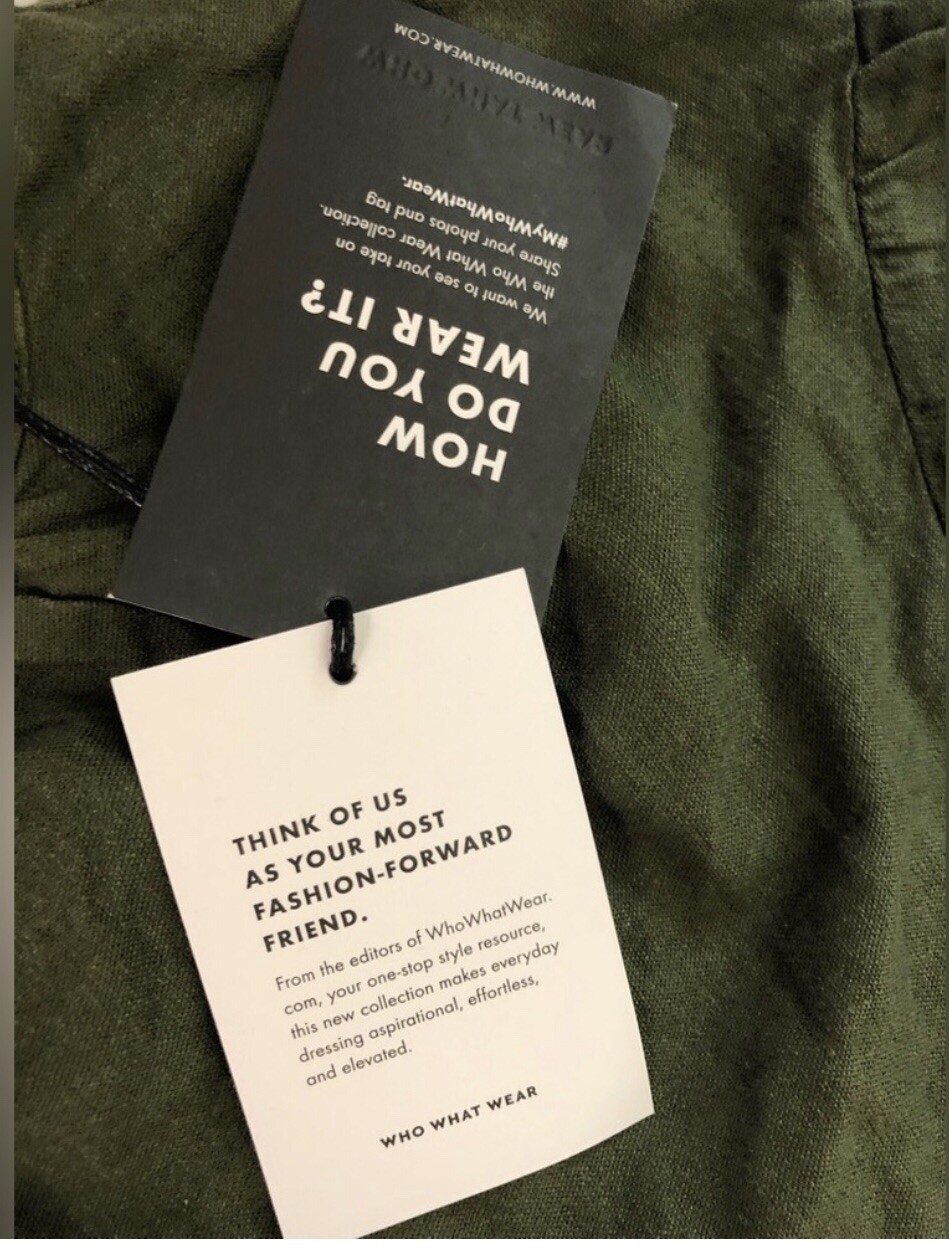 HOW
DO YOU
WEAR IT?
We want to see your take on
the Who What Wear collection.
Share your photos and tag
#MyWhoWhatWear.
WWW.WHOWHATWEAR.COM
THINK OF US
AS YOUR MOST
FASHION-FORWARD
FRIEND.
From the editors of WhoWhatWear.
com, your one-stop style resource,
this new collection makes everyday
dressing aspirational, effortless,
and elevated.
WHO WHAT WEAR